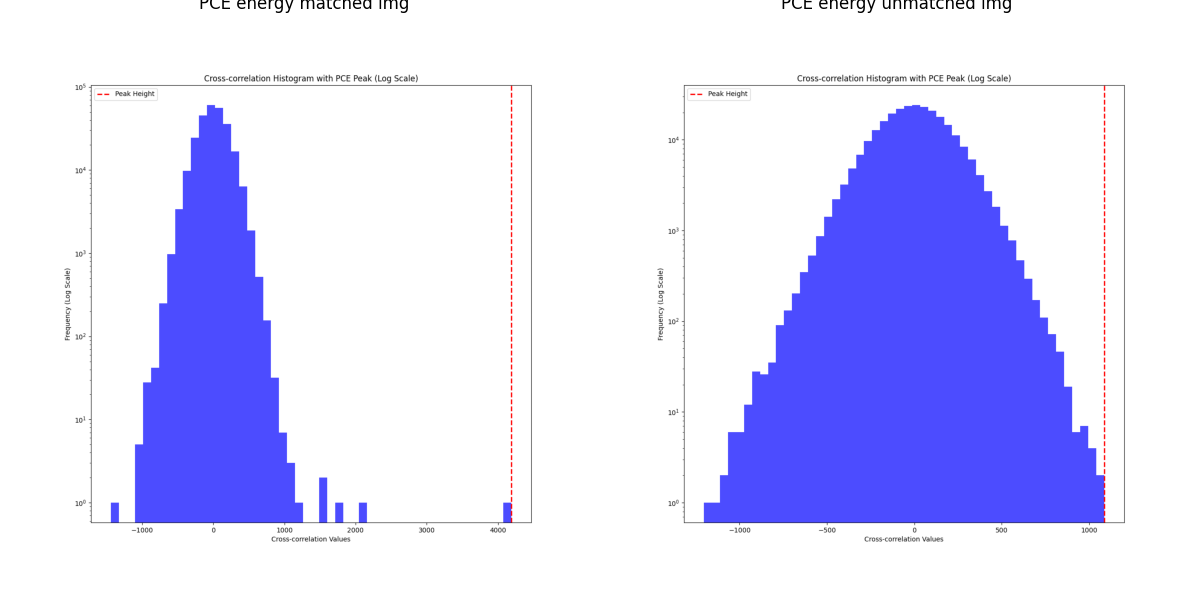 PCE energy matched img
PCE energy unmatched img
Cross-correlation Histogram with PCE Peak (Log Scale)
Peak Height
10⁵
10⁴
10³
10²
10¹
10⁰
Frequency (Log Scale)
−1000
0
1000
2000
3000
4000
Cross-correlation Values
Cross-correlation Histogram with PCE Peak (Log Scale)
Peak Height
10⁴
10³
10²
10¹
10⁰
Frequency (Log Scale)
−1000
−500
0
500
1000
Cross-correlation Values